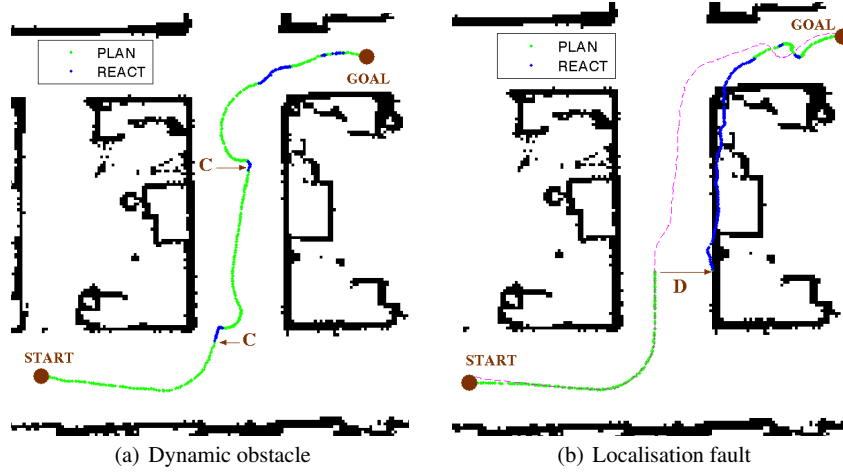 PLAN
REACT
GOAL
C
C
START
(a) Dynamic obstacle
PLAN
REACT
GOAL
D
START
(b) Localisation fault